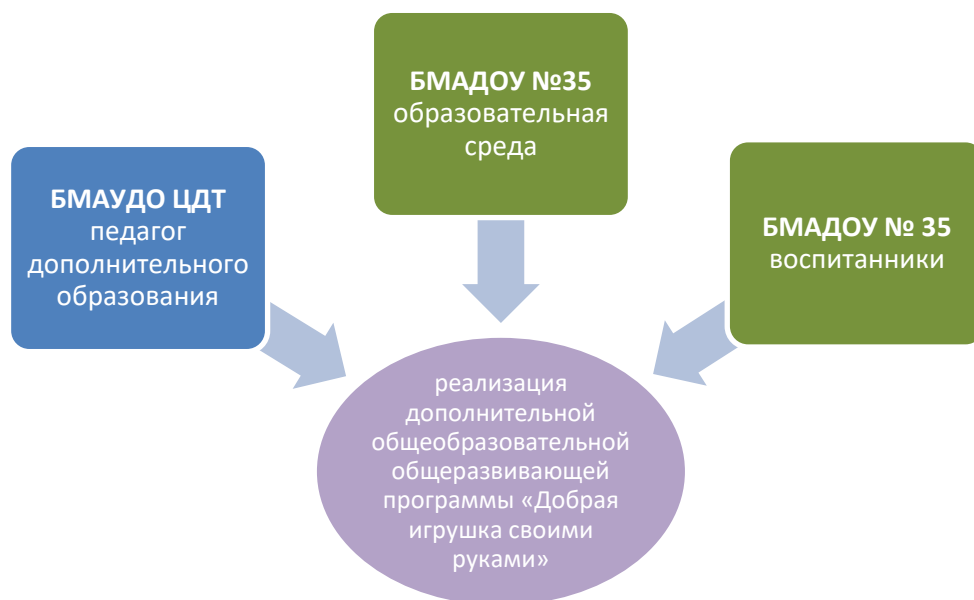 БМАДОУ №35
образовательная
среда
БМАУДО ЦДТ
педагог
дополнительного
образования
БМАДОУ № 35
воспитанники
реализация
дополнительной
общеобразовательной
общеразвивающей
программы «Добрая
игрушка своими
руками»